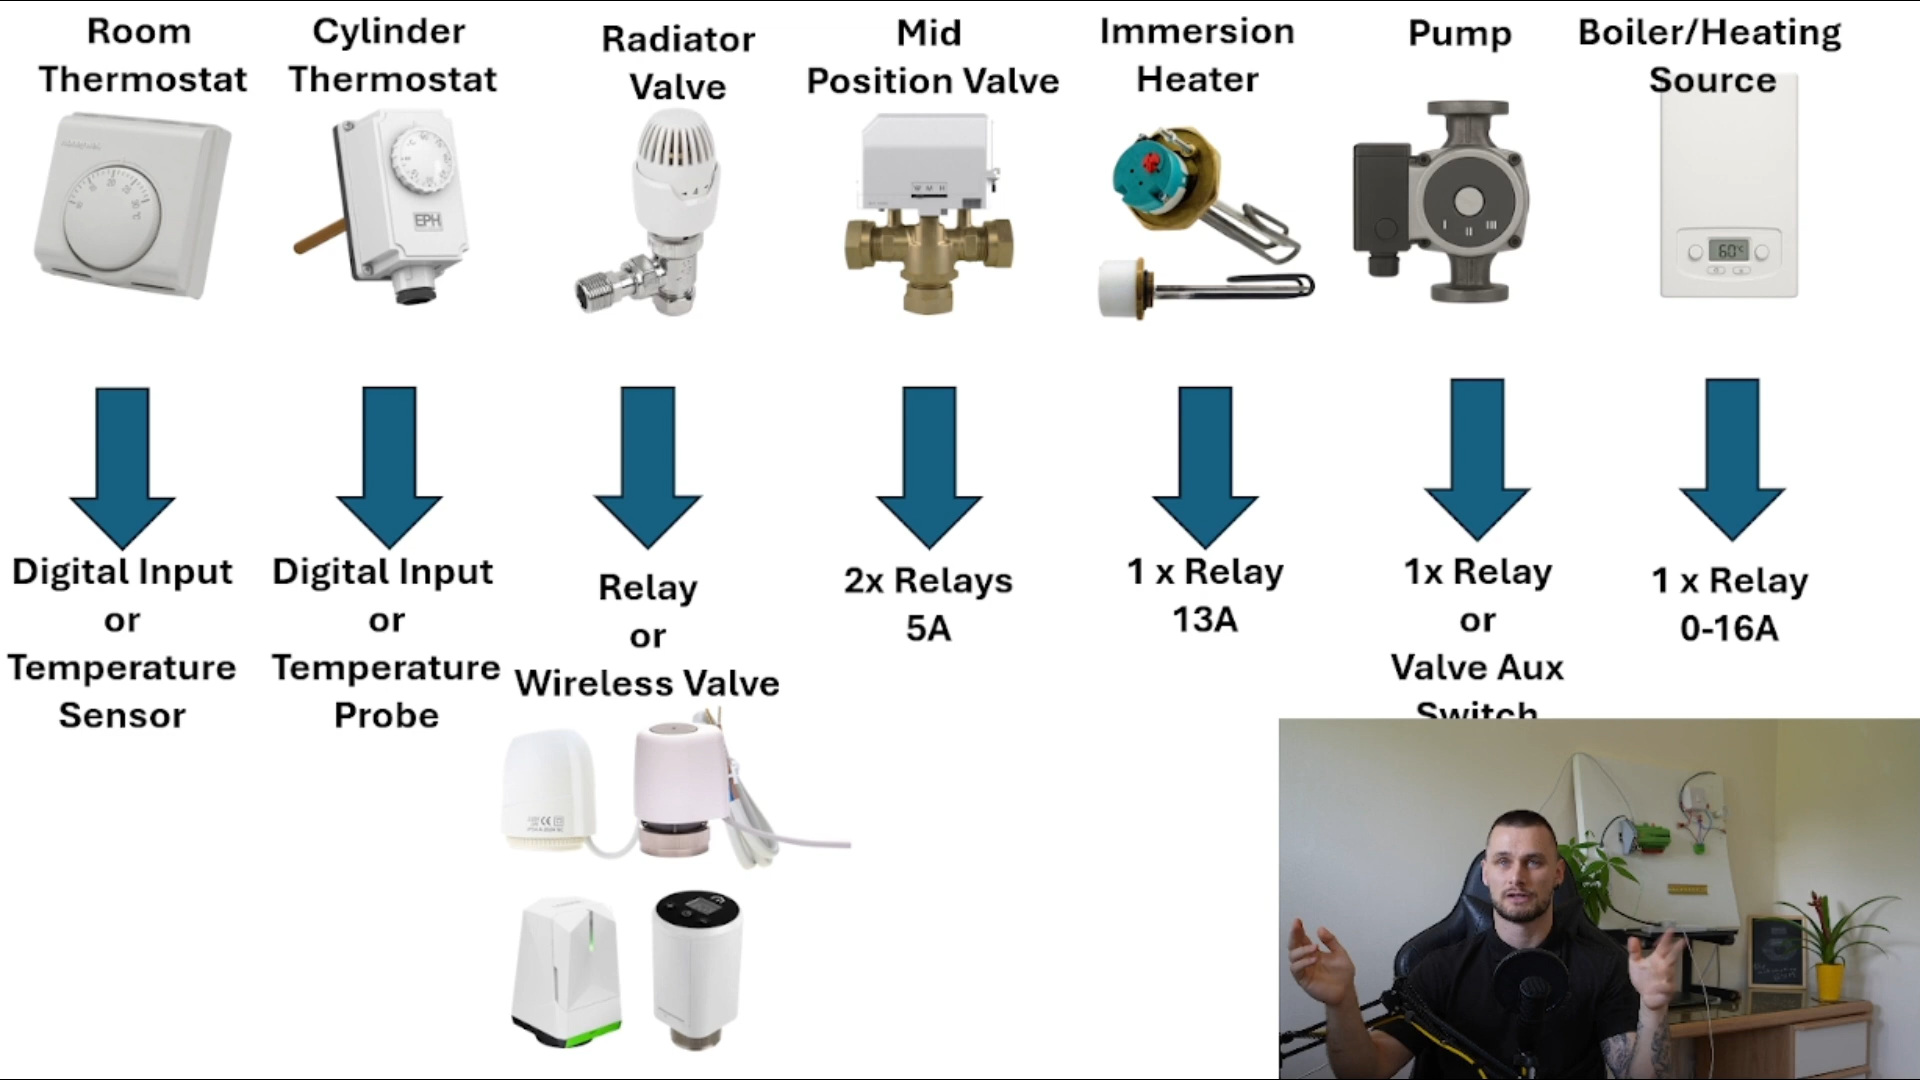 Room
Thermostat
Cylinder
Thermostat
Radiator
Valve
Mid
Position Valve
Immersion
Heater
Pump
Boiler/Heating
Source
EPH
I
II
III
60°c
Digital Input
or
Temperature
Sensor
Digital Input
or
Temperature
Probe
Relay
or
Wireless Valve
2x Relays
5A
1 x Relay
13A
1x Relay
or
Valve Aux
Switch
1 x Relay
0-16A